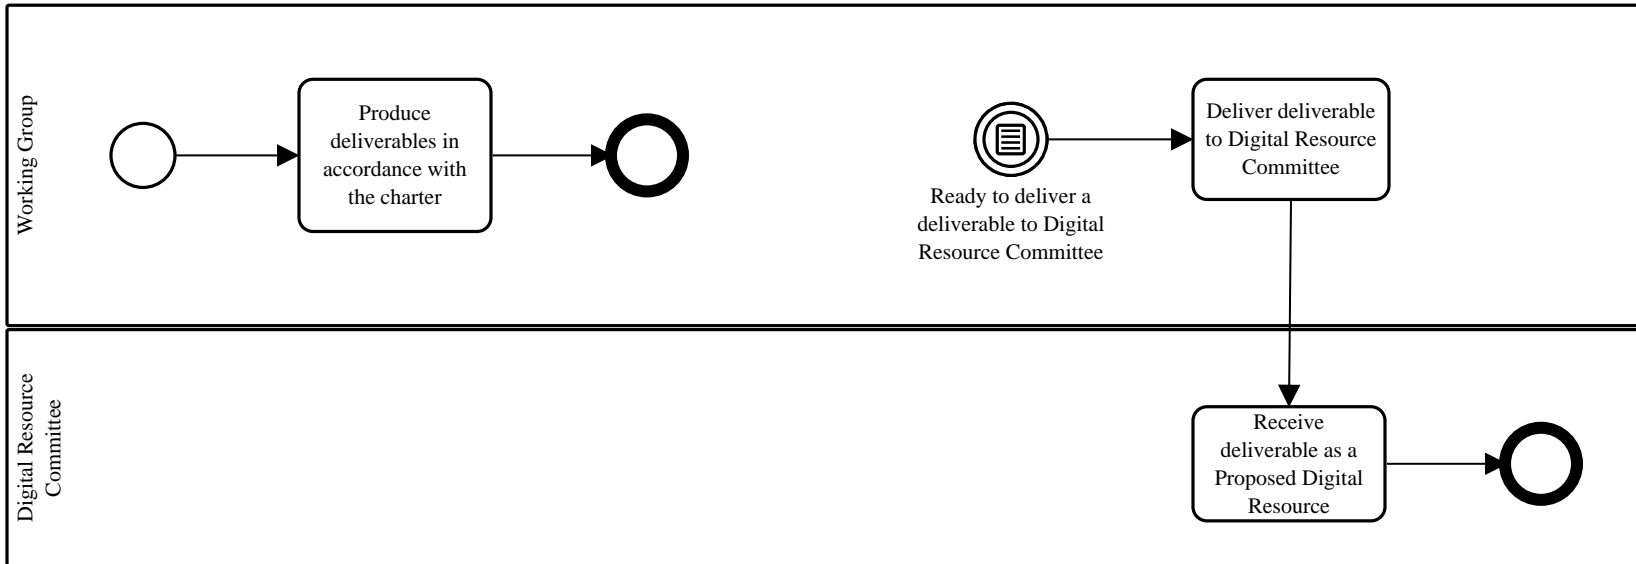 Working Group
Produce
deliverables in
accordance with
the charter
Ready to deliver a
deliverable to Digital
Resource Committee
Deliver deliverable
to Digital Resource
Committee
Digital Resource
Committee
Receive
deliverable as a
Proposed Digital
Resource